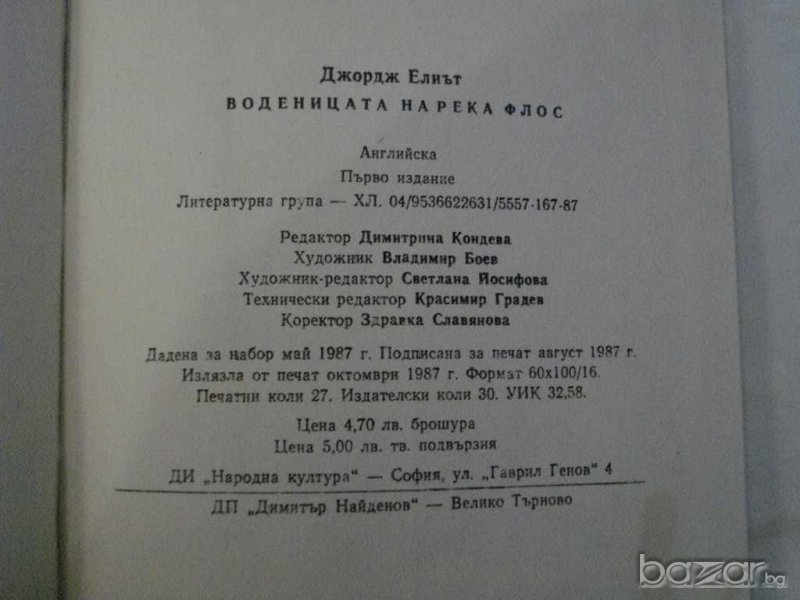 Джордж Елиът
ВОДЕНИЦАТА НА РЕКА ФЛОС
Английска
Първо издание
Литературна група — ХЛ. 04/9536622631/5557-167-87
Редактор Димитрина Кондева
Художник Владимир Боев
Художник-редактор Светлана Йосифова
Технически редактор Красимир Градев
Коректор Здравка Славянова
Дадена за набор май 1987 г. Подписана за печат август 1987 г.
Излязла от печат октомври 1987 г. Формат 60x100/16.
Печатни коли 27. Издателски коли 30. УИК 32,58.
Цена 4,70 лв. брошура
Цена 5,00 лв. тв. подвързия
ДИ „Народна култура“ — София, ул. „Гаврил Генов“ 4
ДП „Димитър Найденов“ — Велико Търново
bazar.bg